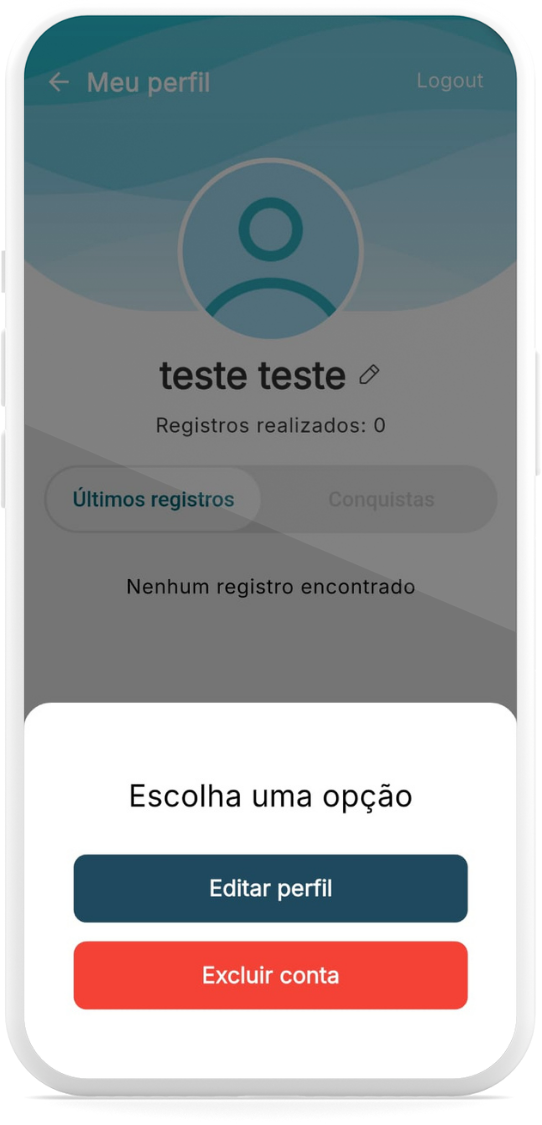 Meu perfil
Logout
teste teste
Registros realizados: 0
Últimos registros
Conquistas
Nenhum registro encontrado
Escolha uma opção
Editar perfil
Excluir conta